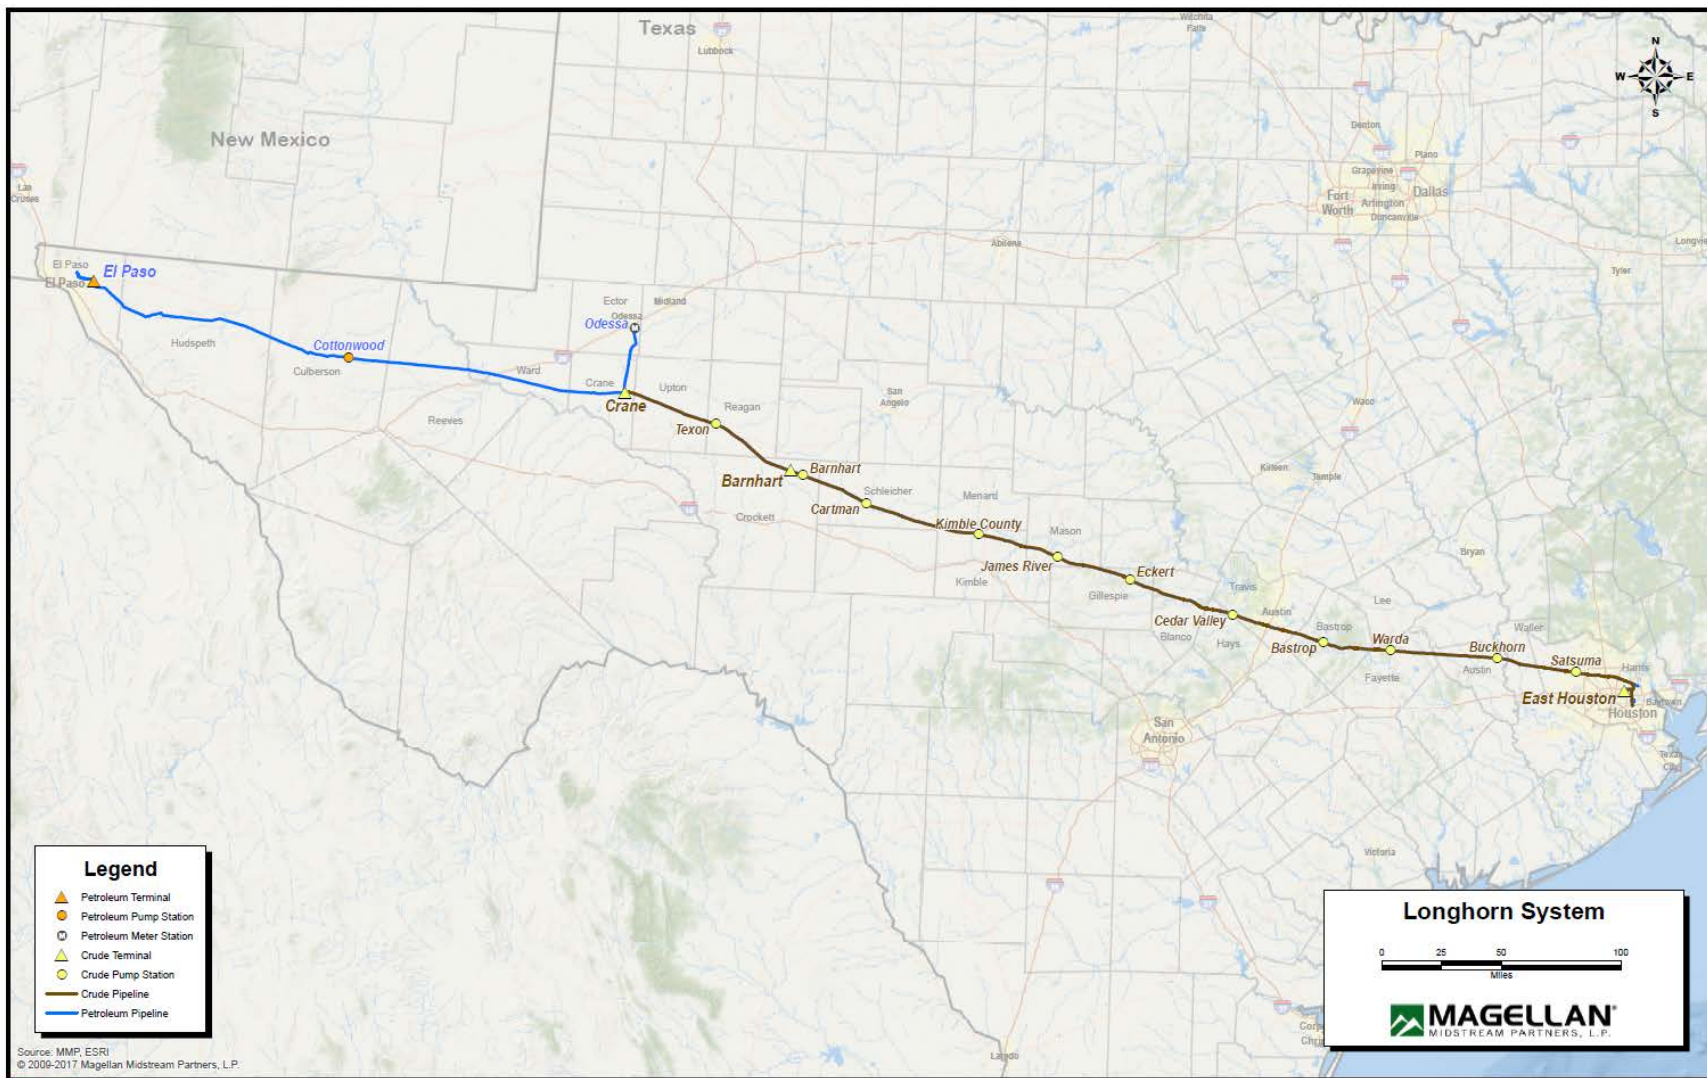 Texas
Wichita
Falls
Lubbock
N
W
E
S
New Mexico
Denton
Plano
Grapevine
Irving
Dallas
Fort
Worth
Arlington
Duncanville
Las
Cruces
Abilene
Longview
Tyler
El Paso
El Paso
El Paso
Ector
Midland
Odessa
Odessa
M
Hudspeth
Cottonwood
Culberson
Ward
Crane
Upton
Crane
San
Angelo
Waco
Reeves
Texon
Reagan
Barnhart
Barnhart
Killeen
Temple
Cartman
Schleicher
Menard
Crockett
Kimble County
Mason
Bryan
James River
Kimble
Eckert
Gillespie
Travis
Austin
Lee
Cedar Valley
Blanco
Hays
Bastrop
Bastrop
Warda
Waller
Buckhorn
Fayette
Austin
Satsuma
Harris
East Houston
Houston
Baytown
San
Antonio
Texas
City
Victoria
Laredo
Legend
Petroleum Terminal
Petroleum Pump Station
M Petroleum Meter Station
Crude Terminal
Crude Pump Station
Crude Pipeline
Petroleum Pipeline
Longhorn System
0 25 50 100
Miles
MAGELLAN®
MIDSTREAM PARTNERS, L.P.
Source: MMP, ESRI
© 2009-2017 Magellan Midstream Partners, L.P.